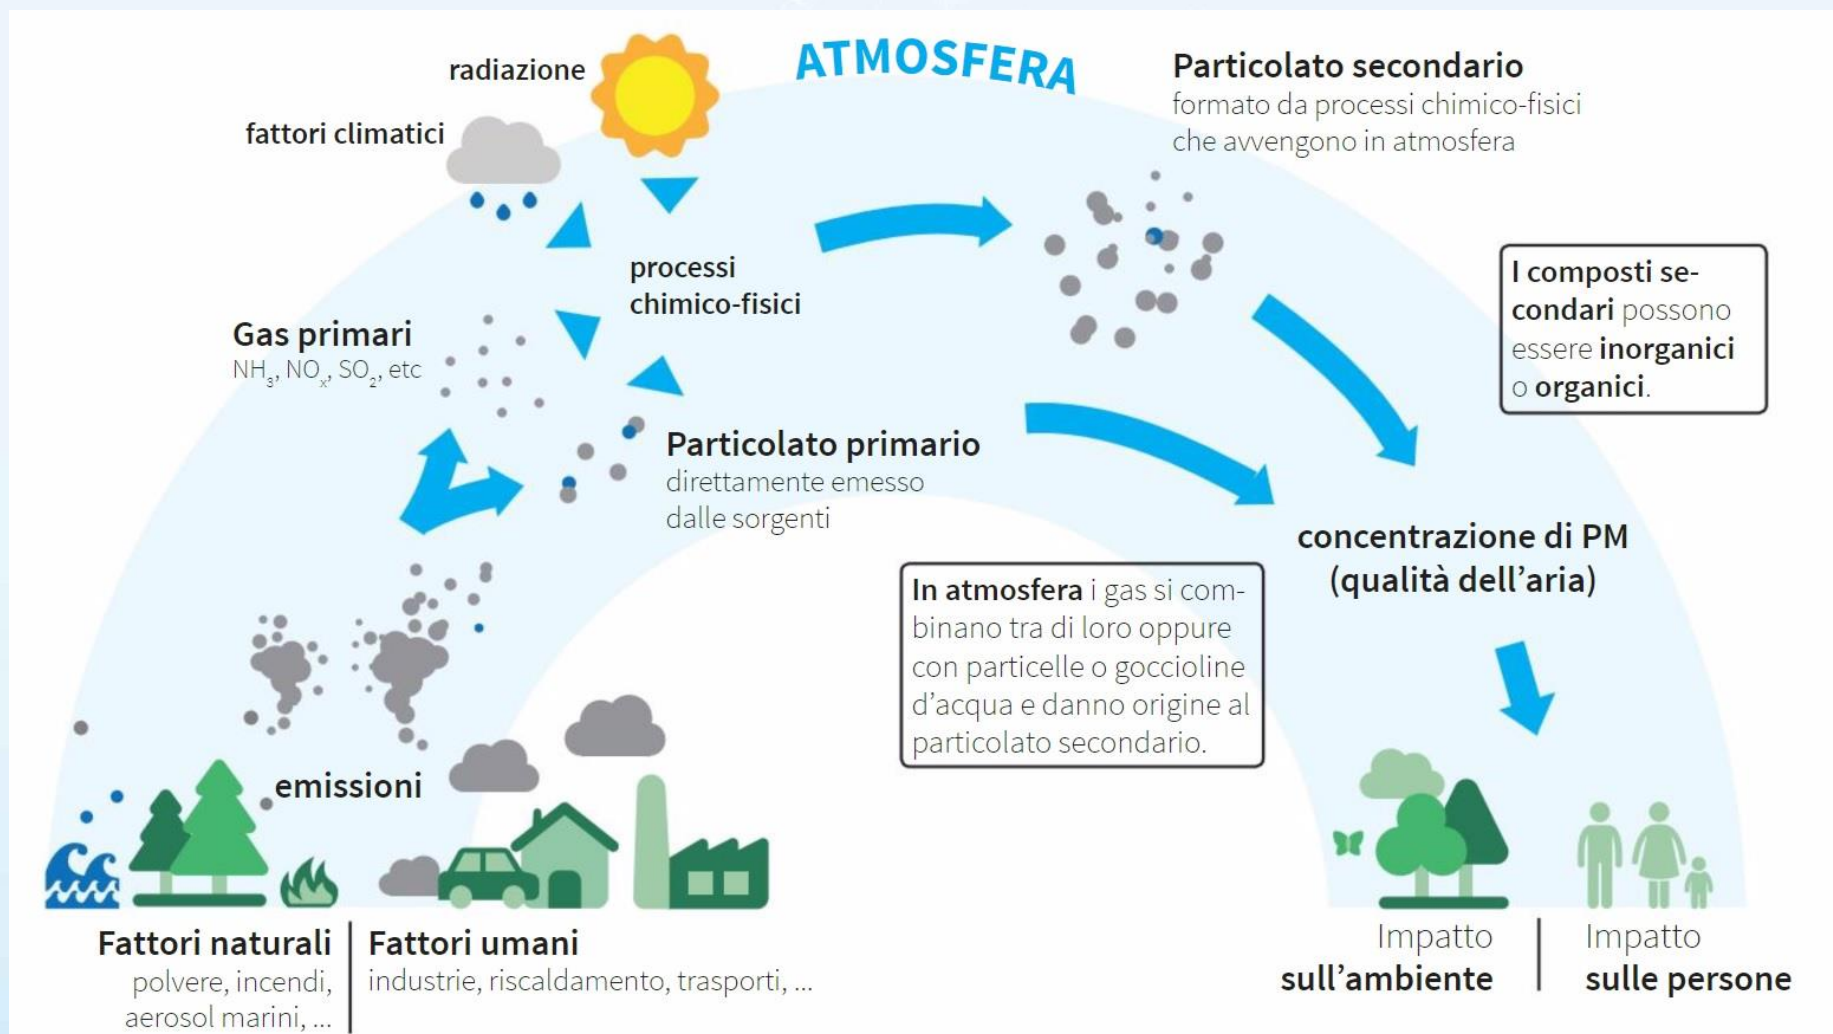 ATMOSFERA
radiazione
fattori climatici
Particolato secondario
formato da processi chimico-fisici
che avvengono in atmosfera
processi
chimico-fisici
Gas primari
NH₃, NOₓ, SO₂, etc
I composti se-
condari possono
essere inorganici
o organici.
Particolato primario
direttamente emesso
dalle sorgenti
concentrazione di PM
(qualità dell’aria)
In atmosfera i gas si com-
binano tra di loro oppure
con particelle o goccioline
d’acqua e danno origine al
particolato secondario.
emissioni
Fattori naturali
polvere, incendi,
aerosol marini, ...
Fattori umani
industrie, riscaldamento, trasporti, ...
Impatto
sull’ambiente
Impatto
sulle persone